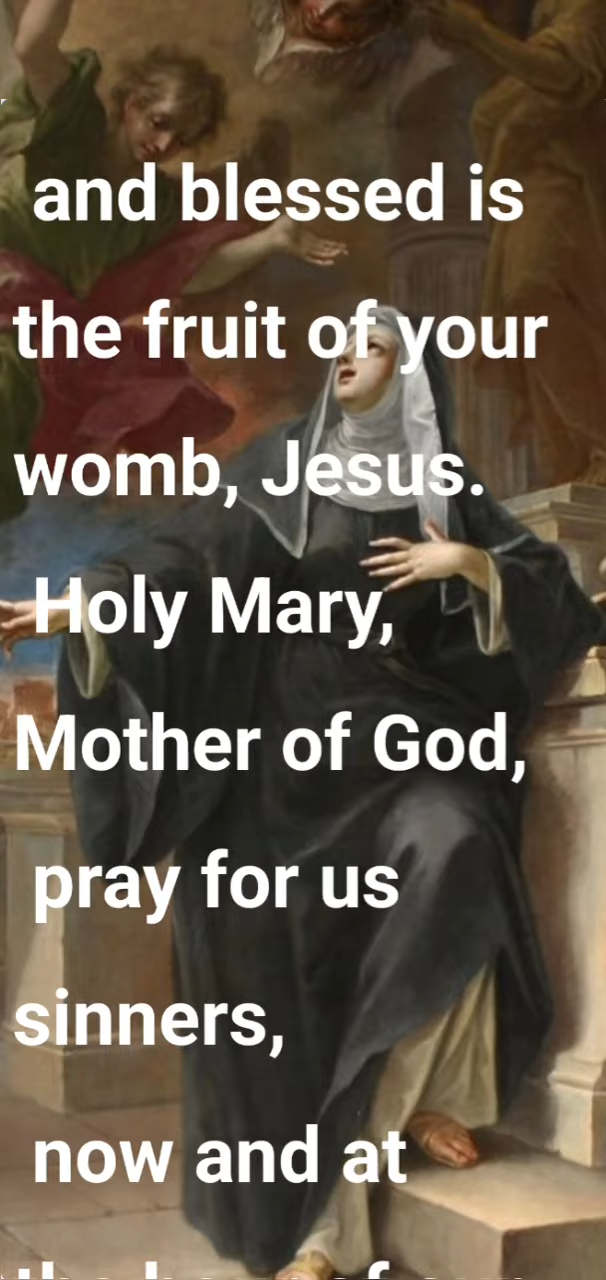 and blessed is
the fruit of your
womb, Jesus.
Holy Mary,
Mother of God,
pray for us
sinners,
now and at